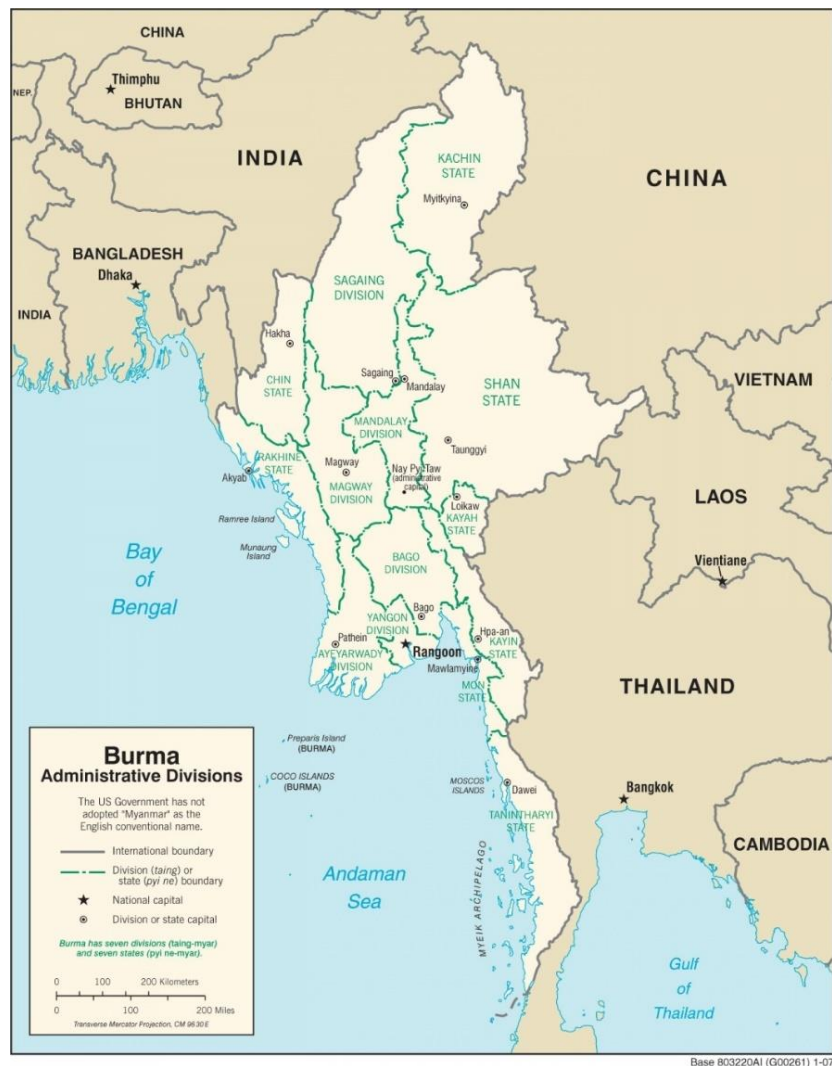 CHINA
Thimphu
NEP.
BHUTAN
INDIA
KACHIN
STATE
Myitkyina
CHINA
BANGLADESH
Dhaka
INDIA
SAGAING
DIVISION
Hakha
CHIN
STATE
Sagaing
Mandalay
SHAN
STATE
VIETNAM
MANDALAY
DIVISION
Taunggyi
RAKHINE
STATE
Akyab
Magway
MAGWAY
DIVISION
Nay Pyi Taw
(administrative
capital)
Loikaw
KAYAH
STATE
LAOS
Ramree Island
Munaung
Island
Bay
of
Bengal
BAGO
DIVISION
Vientiane
Bago
YANGON
DIVISION
Pathein
AYEYARWADY
DIVISION
Rangoon
Hpa-an
KAYIN
STATE
Mawlamyine
MON
STATE
THAILAND
Preparis Island
(BURMA)
COCO ISLANDS
(BURMA)
MOSCOS
ISLANDS
Dawei
TANINTHARYI
STATE
Bangkok
CAMBODIA
Andaman
Sea
MYEIK ARCHIPELAGO
Gulf
of
Thailand
Burma
Administrative Divisions
The US Government has not
adopted "Myanmar" as the
English conventional name.
International boundary
Division (taing) or
state (pyi ne) boundary
National capital
Division or state capital
Burma has seven divisions (taing-myar)
and seven states (pyi ne-myar).
0 100 200 Kilometers
0 100 200 Miles
Transverse Mercator Projection, CM 96 30 E
Base 803220AI (G00261) 1-07